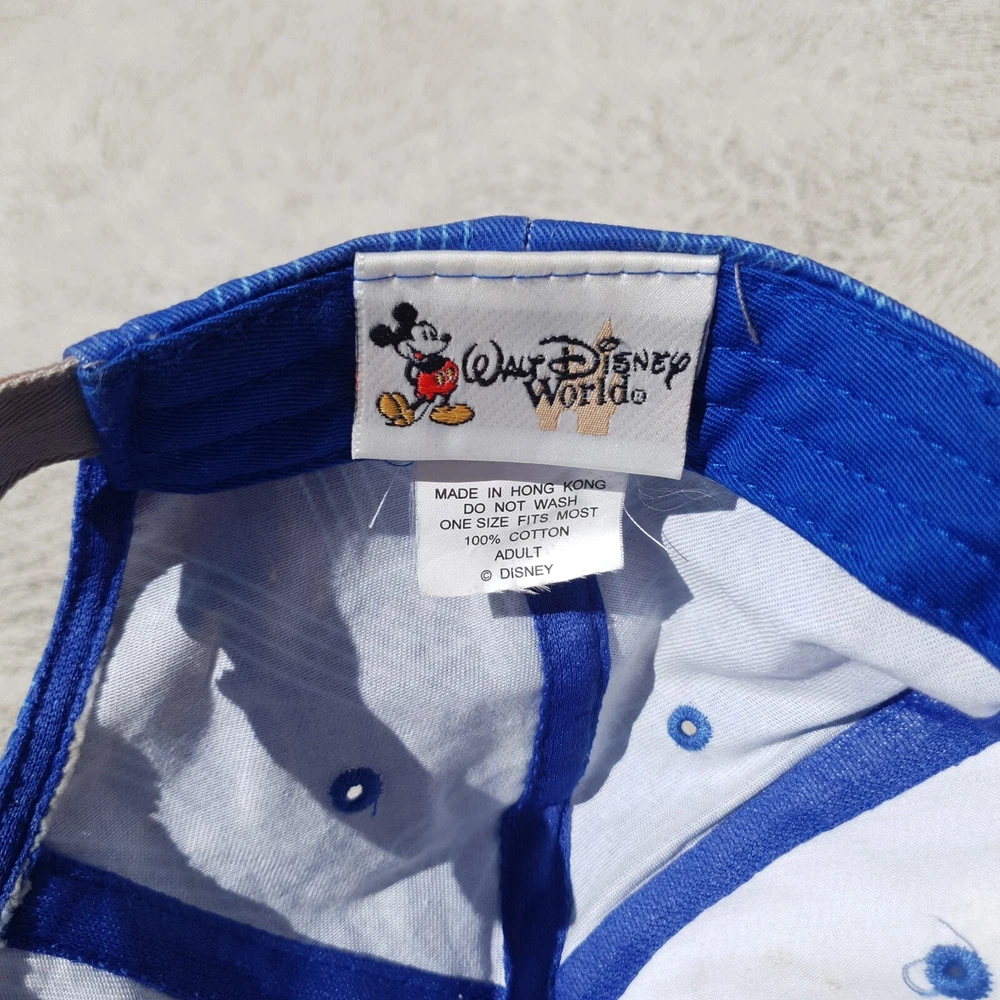 Walt Disney
World®
MADE IN HONG KONG
DO NOT WASH
ONE SIZE FITS MOST
100% COTTON
ADULT
© DISNEY